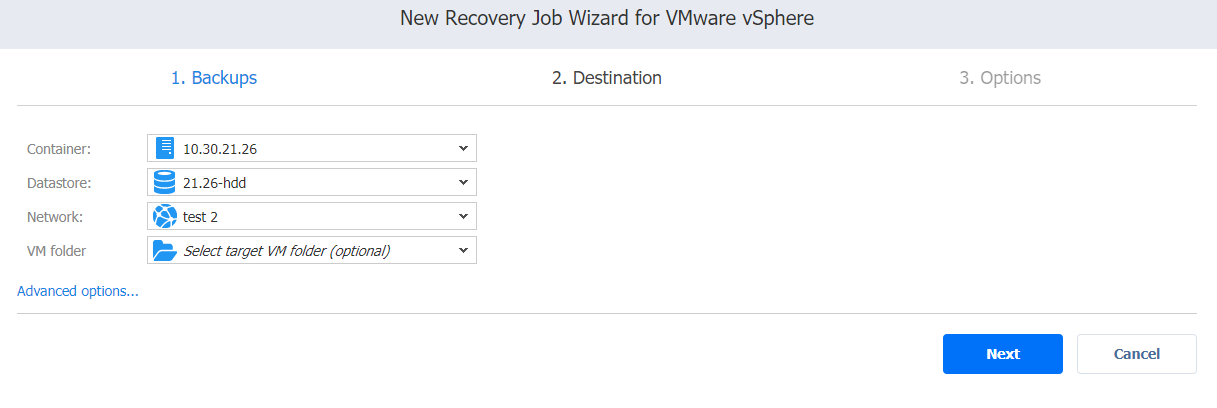 New Recovery Job Wizard for VMware vSphere
1. Backups 2. Destination 3. Options
Container: 10.30.21.26
Datastore: 21.26-hdd
Network: test 2
VM folder Select target VM folder (optional)
Advanced options...
Next Cancel